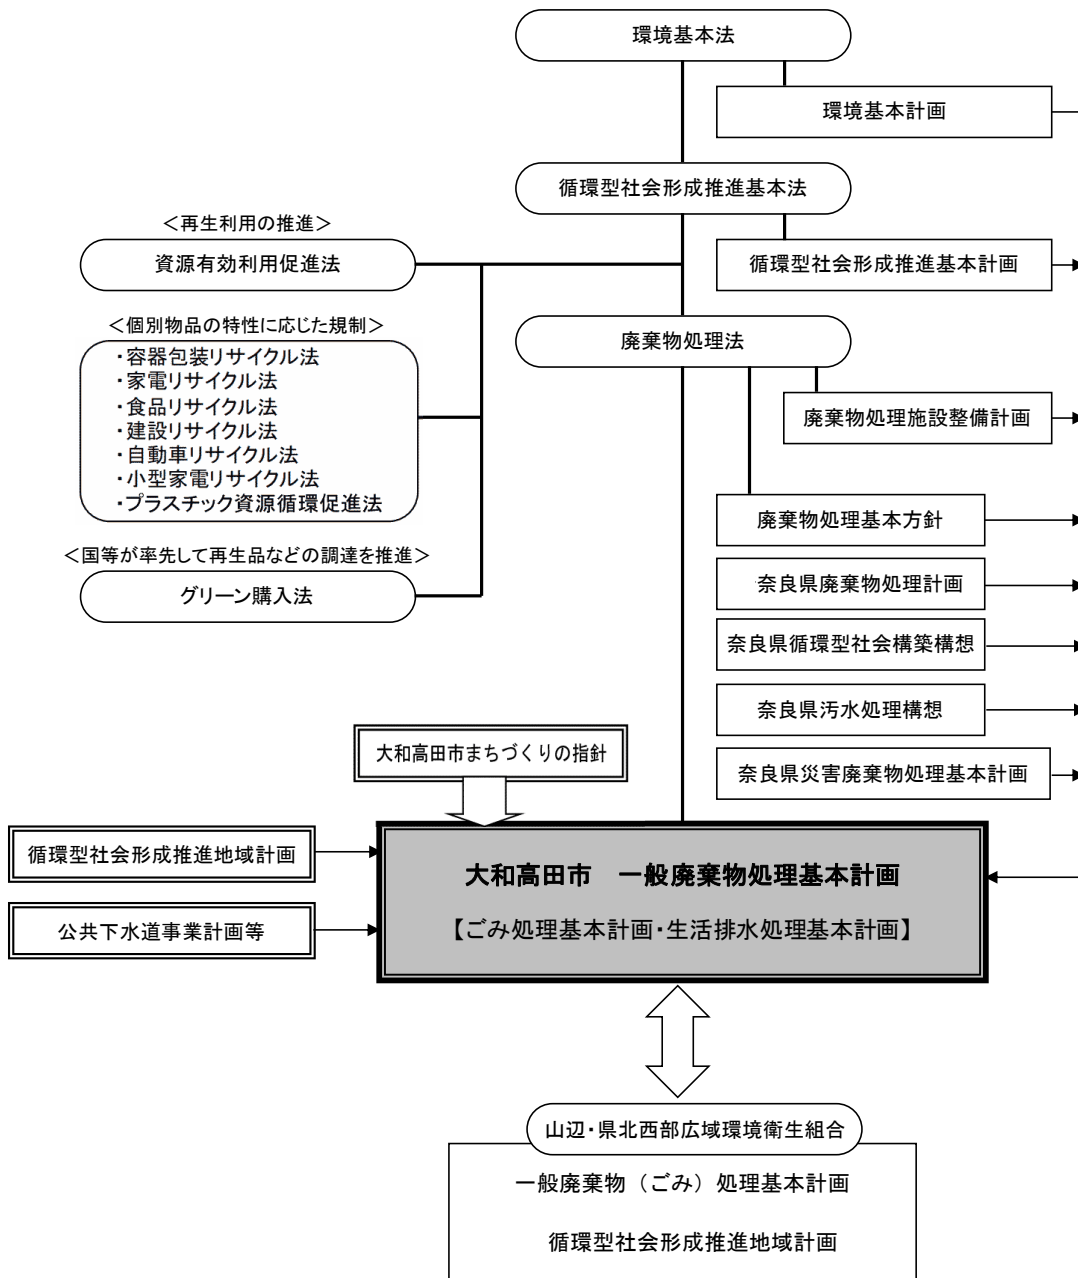 環境基本法
環境基本計画
循環型社会形成推進基本法
<再生利用の推進>
資源有効利用促進法
循環型社会形成推進基本計画
<個別物品の特性に応じた規制>
・容器包装リサイクル法
・家電リサイクル法
・食品リサイクル法
・建設リサイクル法
・自動車リサイクル法
・小型家電リサイクル法
・プラスチック資源循環促進法
廃棄物処理法
廃棄物処理施設整備計画
廃棄物処理基本方針
<国等が率先して再生品などの調達を推進>
グリーン購入法
奈良県廃棄物処理計画
奈良県循環型社会構築構想
奈良県汚水処理構想
大和高田市まちづくりの指針
奈良県災害廃棄物処理基本計画
循環型社会形成推進地域計画
公共下水道事業計画等
大和高田市　一般廃棄物処理基本計画
【ごみ処理基本計画・生活排水処理基本計画】
山辺・県北西部広域環境衛生組合
一般廃棄物（ごみ）処理基本計画
循環型社会形成推進地域計画